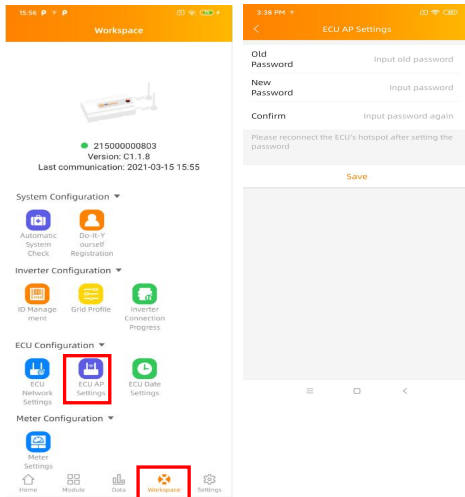 15:56
Workspace
215000000803
Version: C1.1.8
Last communication: 2021-03-15 15:55
System Configuration
Automatic
System
Check
Do-It-Y
ourself
Registration
Inverter Configuration
ID Manage
ment
Grid Profile
Inverter
Connection
Progress
ECU Configuration
ECU
Network
Settings
ECU AP
Settings
ECU Date
Settings
Meter Configuration
Meter
Settings
Home
Module
Data
Workspace
Settings
3:38 PM
ECU AP Settings
Old
Password
Input old password
New
Password
Input password
Confirm
Input password again
Please reconnect the ECU's hotspot after setting the
password
Save